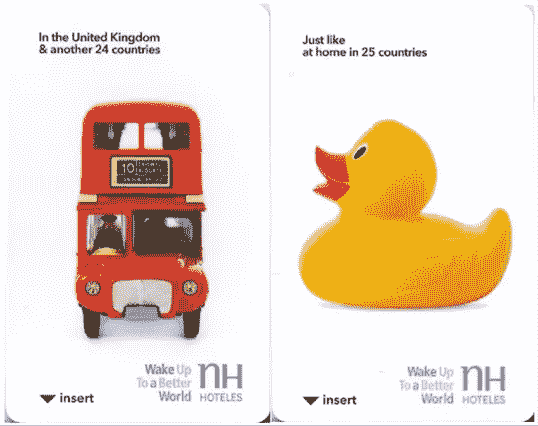 In the United Kingdom
& another 24 countries
10
Wake Up
To a Better
World
nH
HOTELES
insert
Just like
at home in 25 countries
Wake Up
To a Better
World
nH
HOTELES
insert